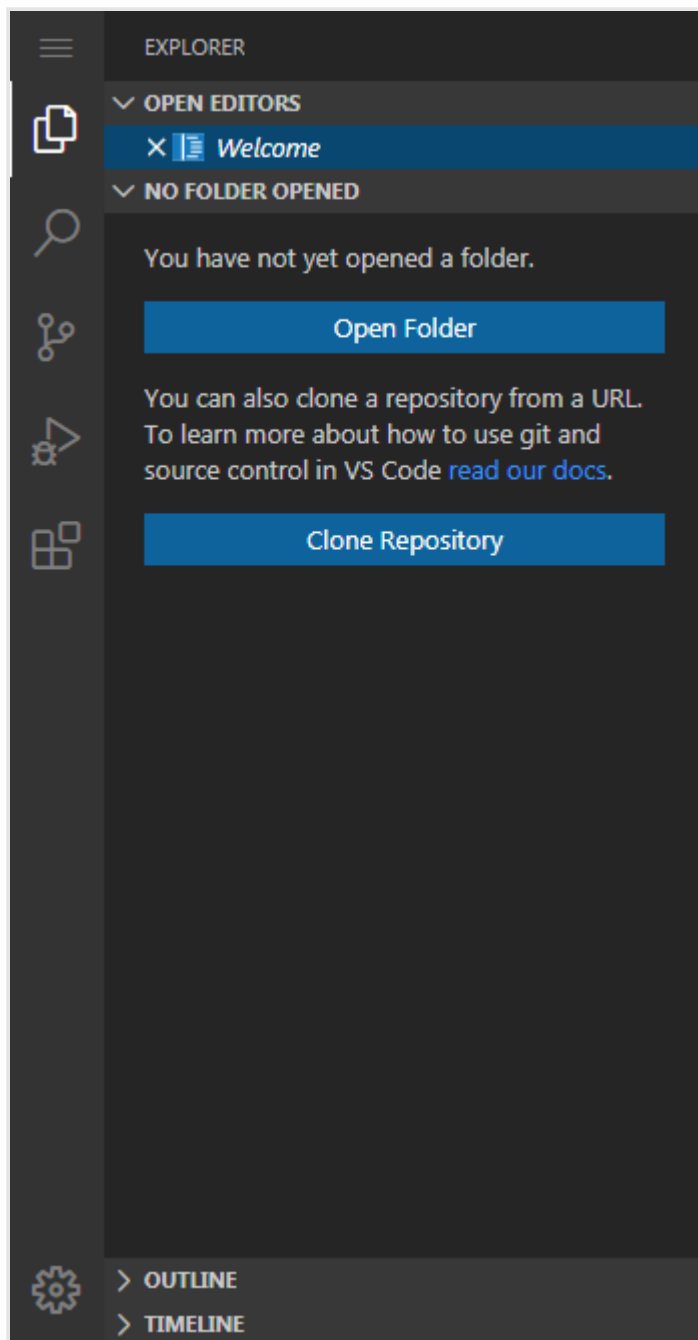 EXPLORER
OPEN EDITORS
Welcome
NO FOLDER OPENED
You have not yet opened a folder.
Open Folder
You can also clone a repository from a URL.
To learn more about how to use git and
source control in VS Code read our docs.
Clone Repository
OUTLINE
TIMELINE